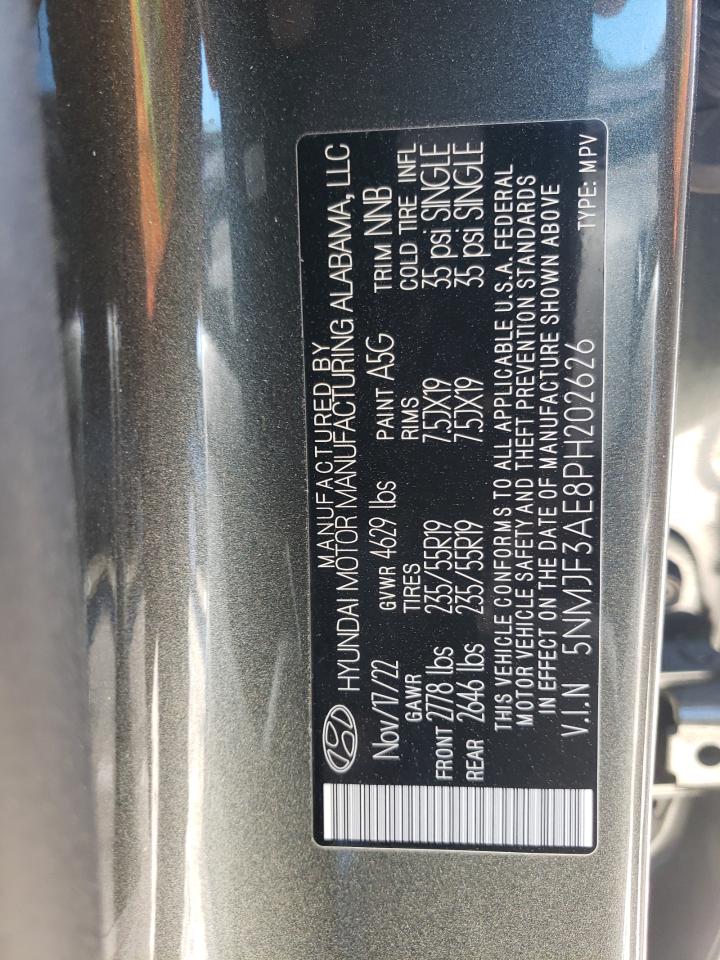 MANUFACTURED BY
HYUNDAI MOTOR MANUFACTURING ALABAMA, LLC
Nov/17/22 GVWR 4629 lbs PAINT A5G TRIM NNB
GAWR TIRES RIMS COLD TIRE INFL
FRONT 2778 lbs 235/55R19 7.5JX19 35 psi SINGLE
REAR 2646 lbs 235/55R19 7.5JX19 35 psi SINGLE
THIS VEHICLE CONFORMS TO ALL APPLICABLE U.S.A. FEDERAL
MOTOR VEHICLE SAFETY AND THEFT PREVENTION STANDARDS
IN EFFECT ON THE DATE OF MANUFACTURE SHOWN ABOVE
V.I.N 5NMJF3AE8PH202626 TYPE: MPV